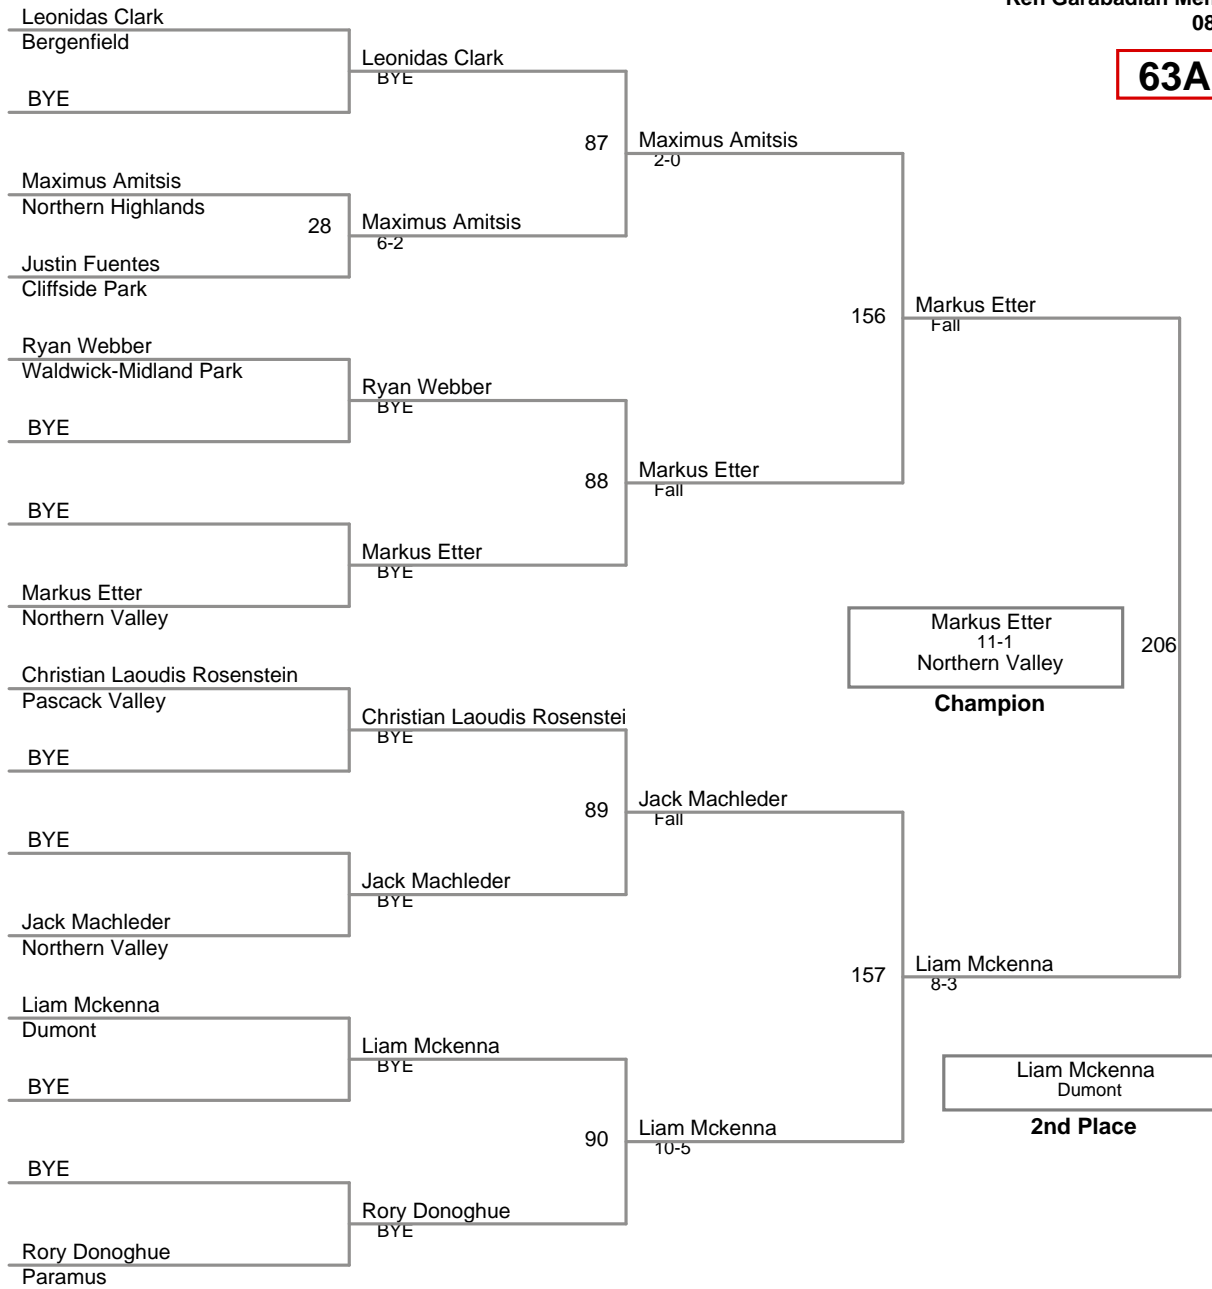 Leonidas Clark
Bergenfield
BYE
Maximus Amitsis
Northern Highlands
Justin Fuentes
Cliffside Park
Ryan Webber
Waldwick-Midland Park
BYE
BYE
Markus Etter
Northern Valley
Christian Laoudis Rosenstein
Pascack Valley
BYE
BYE
Jack Machleder
Northern Valley
Liam Mckenna
Dumont
BYE
BYE
Rory Donoghue
Paramus
28
Leonidas Clark
BYE
Maximus Amitsis
6-2
Ryan Webber
BYE
Markus Etter
BYE
Christian Laoudis Rosenstei
BYE
Jack Machleder
BYE
Liam Mckenna
BYE
Rory Donoghue
BYE
87
88
89
90
Maximus Amitsis
2-0
Markus Etter
Fall
Jack Machleder
Fall
Liam Mckenna
10-5
156
157
Markus Etter
Fall
Liam Mckenna
8-3
206
Markus Etter
11-1
Northern Valley
Champion
Liam Mckenna
Dumont
2nd Place
Ken Garabadian
08
63A